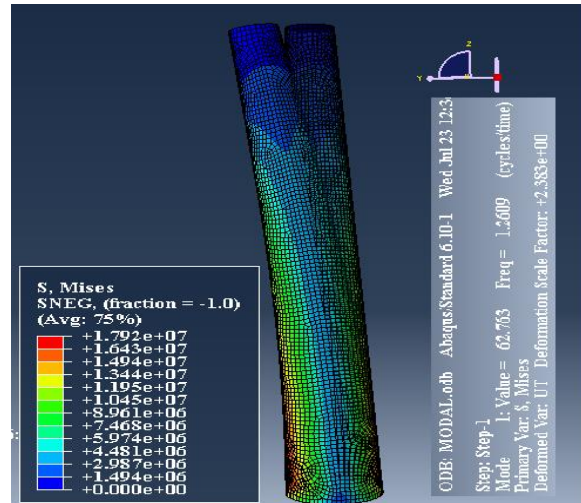 Z
Y
S, Mises
SNEG, (fraction = -1.0)
(Avg: 75%)
+1.792e+07
+1.643e+07
+1.494e+07
+1.344e+07
+1.195e+07
+1.045e+07
+8.961e+06
+7.468e+06
+5.974e+06
+4.481e+06
+2.987e+06
+1.494e+06
+0.000e+00
ODB: MODAL.odb Abaqus/Standard 6.10-1 Wed Jul 23 12:3
Step: Step-1
Mode 1: Value = 62.763 Freq = 1.2609 (cycles/time)
Primary Var: S, Mises
Deformed Var: UT Deformation Scale Factor: +2.383e+00